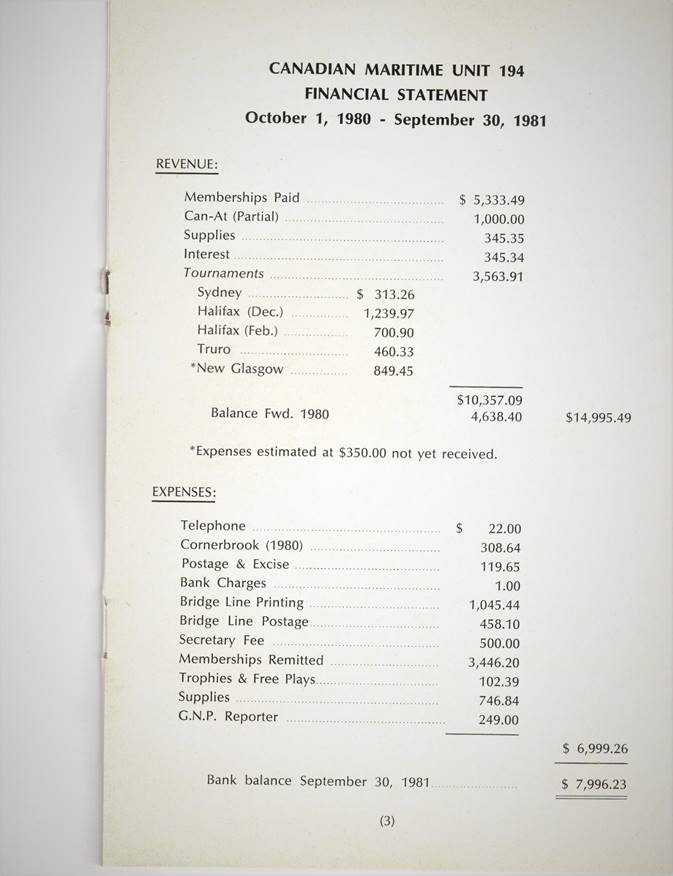 CANADIAN MARITIME UNIT 194
FINANCIAL STATEMENT
October 1, 1980 - September 30, 1981
REVENUE:
Memberships Paid ........ $ 5,333.49
Can-At (Partial) ........ 1,000.00
Supplies ........ 345.35
Interest ........ 345.34
Tournaments ........ 3,563.91
Sydney ........ $ 313.26
Halifax (Dec.) ........ 1,239.97
Halifax (Feb.) ........ 700.90
Truro ........ 460.33
*New Glasgow ........ 849.45
$10,357.09
Balance Fwd. 1980 4,638.40 $14,995.49
*Expenses estimated at $350.00 not yet received.
EXPENSES:
Telephone ........ $ 22.00
Cornerbrook (1980) ........ 308.64
Postage & Excise ........ 119.65
Bank Charges ........ 1.00
Bridge Line Printing ........ 1,045.44
Bridge Line Postage ........ 458.10
Secretary Fee ........ 500.00
Memberships Remitted ........ 3,446.20
Trophies & Free Plays ........ 102.39
Supplies ........ 746.84
G.N.P. Reporter ........ 249.00
$ 6,999.26
Bank balance September 30, 1981 ........ $ 7,996.23
(3)